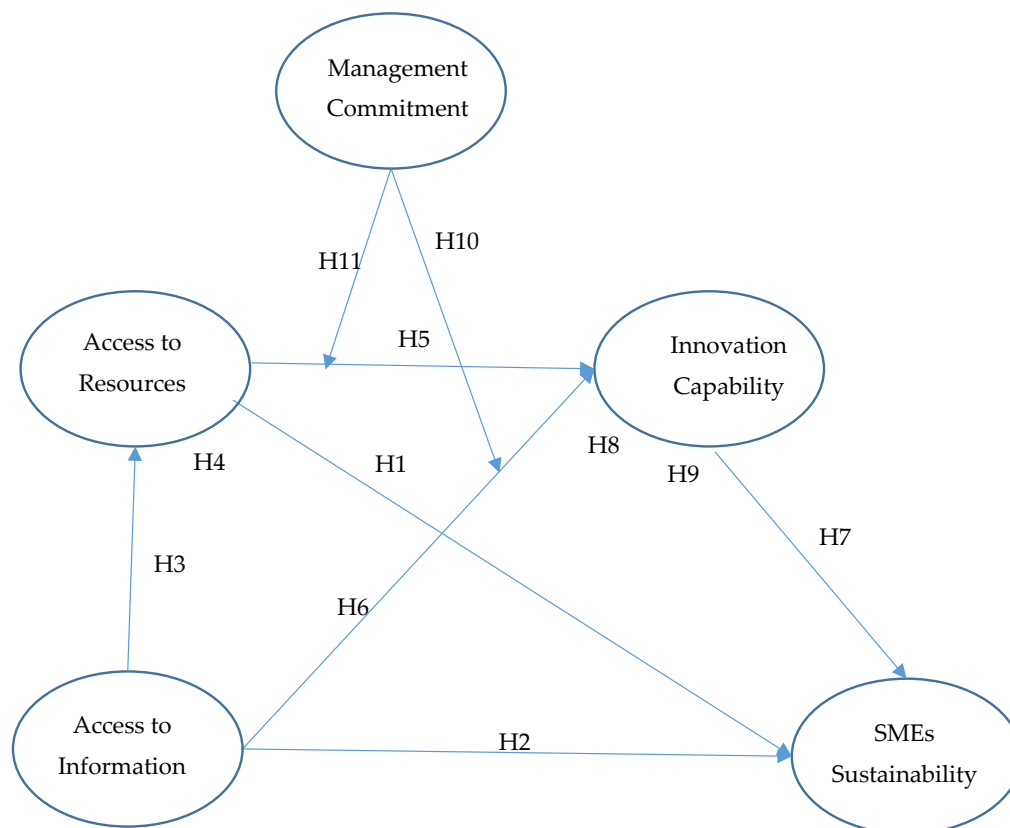 Management
Commitment
H10
H11
H5
Access to
Resources
Innovation
Capability
H4
H1
H8
H9
H7
H3
H6
Access to
Information
H2
SMEs
Sustainability